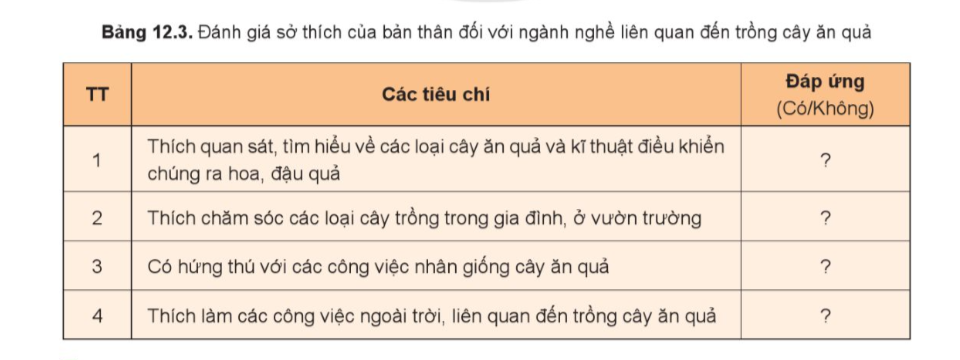 Bảng 12.3. Đánh giá sở thích của bản thân đối với ngành nghề liên quan đến trồng cây ăn quả
TT
Các tiêu chí
Đáp ứng
(Có/Không)
1
Thích quan sát, tìm hiểu về các loại cây ăn quả và kĩ thuật điều khiển
chúng ra hoa, đậu quả
?
2
Thích chăm sóc các loại cây trồng trong gia đình, ở vườn trường
?
3
Có hứng thú với các công việc nhân giống cây ăn quả
?
4
Thích làm các công việc ngoài trời, liên quan đến trồng cây ăn quả
?